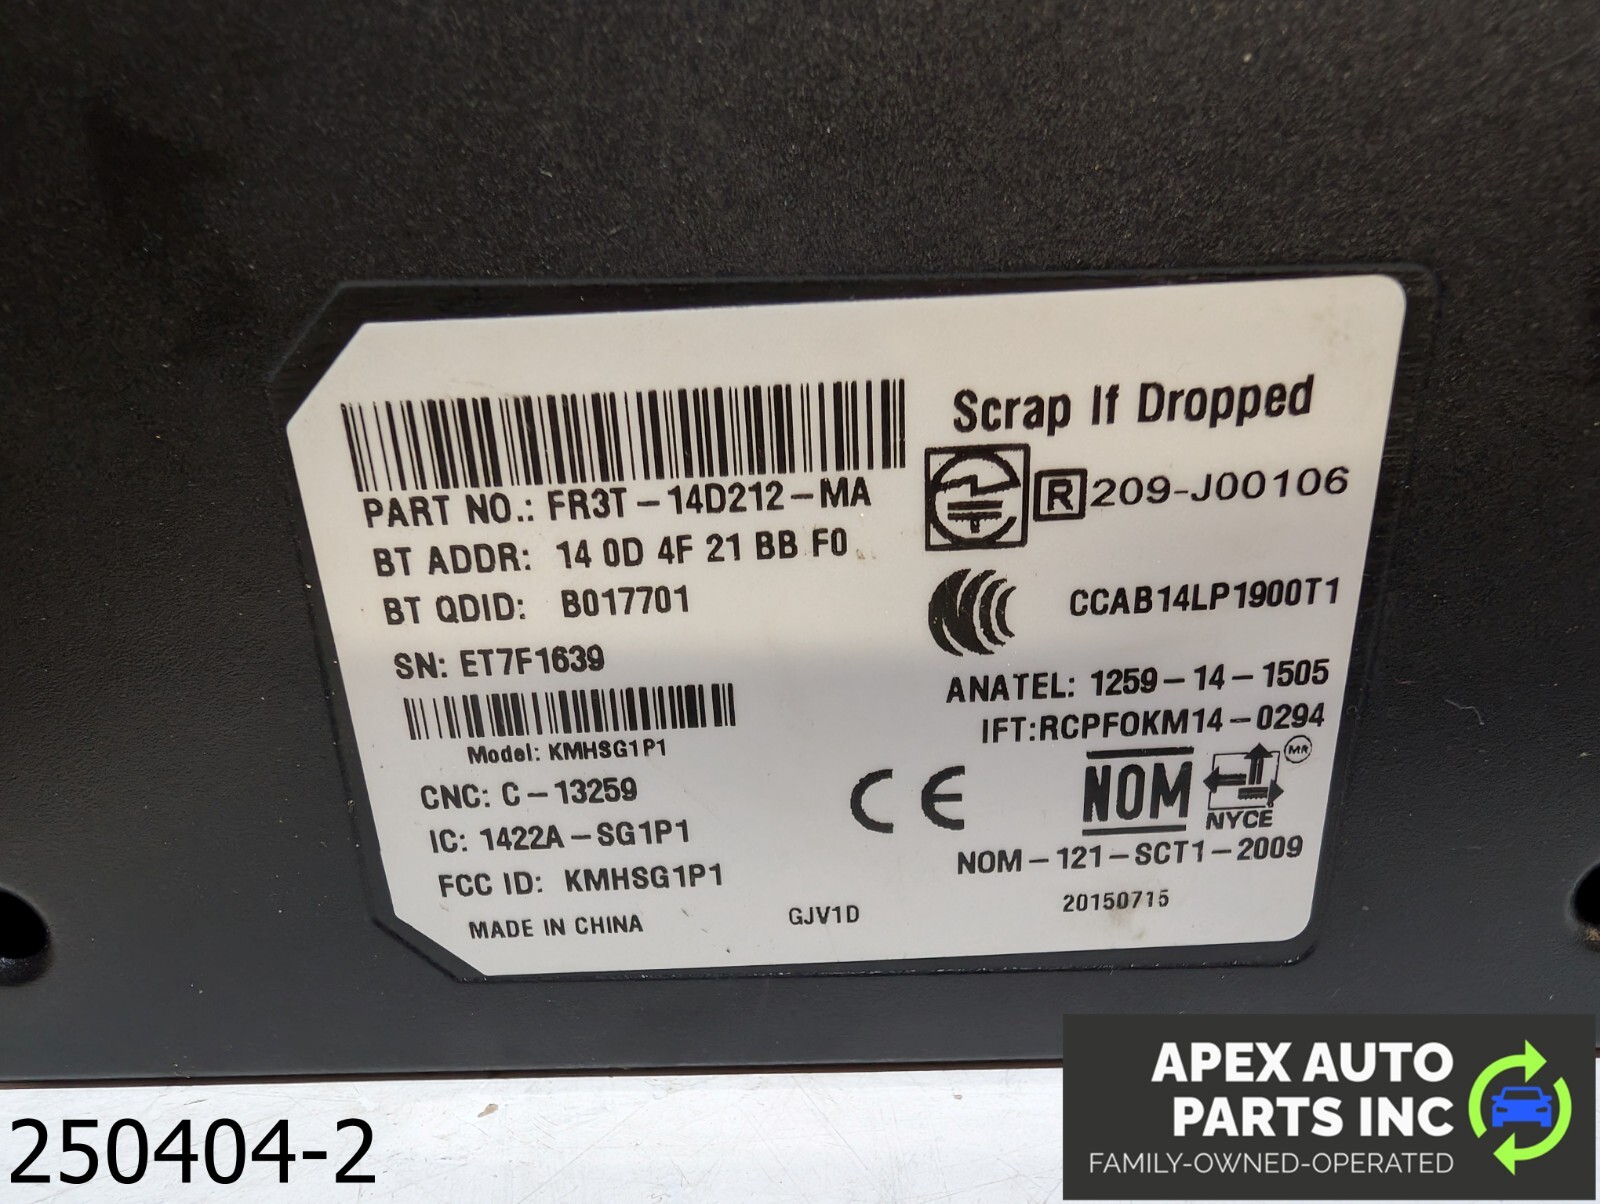 PART NO.: FR3T-14D212-MA
BT ADDR: 14 0D 4F 21 BB F0
BT QDID: B017701
SN: ET7F1639
Model: KMHSG1P1
CNC: C-13259
IC: 1422A-SG1P1
FCC ID: KMHSG1P1
MADE IN CHINA
GJV1D
Scrap If Dropped
R 209-J00106
CCAB14LP1900T1
ANATEL: 1259-14-1505
IFT:RCPFOKM14-0294
CE
NOM
MR
NYCE
NOM-121-SCT1-2009
20150715
250404-2
APEX AUTO
PARTS INC
FAMILY-OWNED-OPERATED